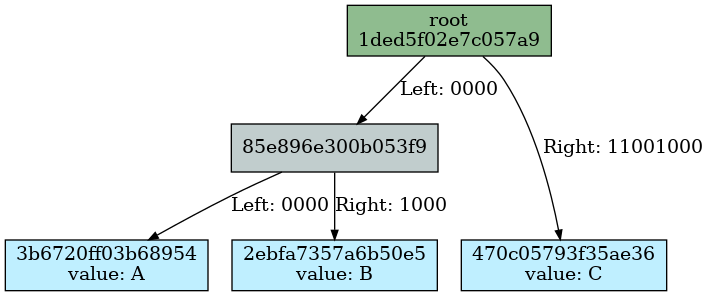 root
1ded5f02e7c057a9
Left: 0000
85e896e300b053f9
Right: 11001000
Left: 0000
Right: 1000
3b6720ff03b68954
value: A
2ebfa7357a6b50e5
value: B
470c05793f35ae36
value: C